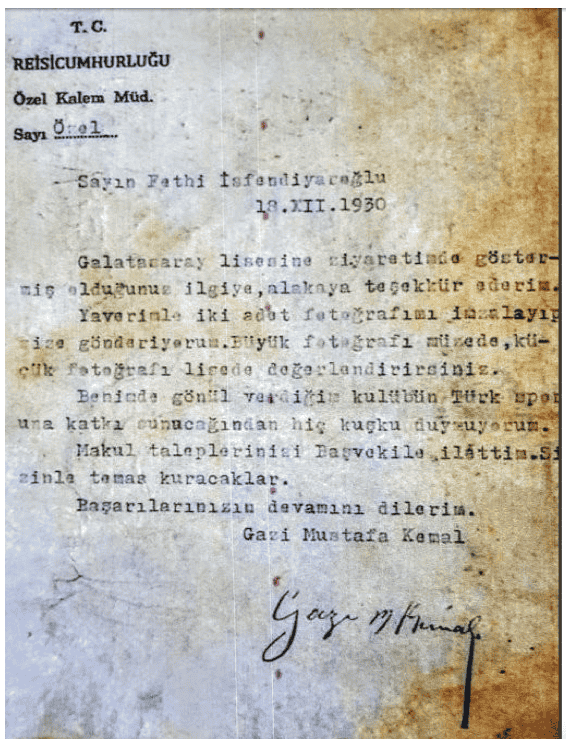 T. C.
REİSİCUMHURLUĞU
Özel Kalem Müd.
Sayı Özel
Sayın Fethi İsfendiyaroğlu
18.XII.1930
Galatasaray lisesine ziyaretimde göster-
miş olduğunuz ilgiye,alakaya teşekkür ederim.
Yaverimle iki adet fotoğrafımı imzalayıp
size gönderiyorum.Büyük fotoğrafı müzede,kü-
çük fotoğrafı lisede değerlendirirsiniz.
Benimde gönül verdiğim kulübün Türk spor
una katkı sunucağından hiç kuşku duymuyorum.
Makul taleplerinizi Başvekile ilettim.Si
zinle temas kuracaklar.
Başarılarınızın devamını dilerim.
Gazi Mustafa Kemal
Gazi M Kemal